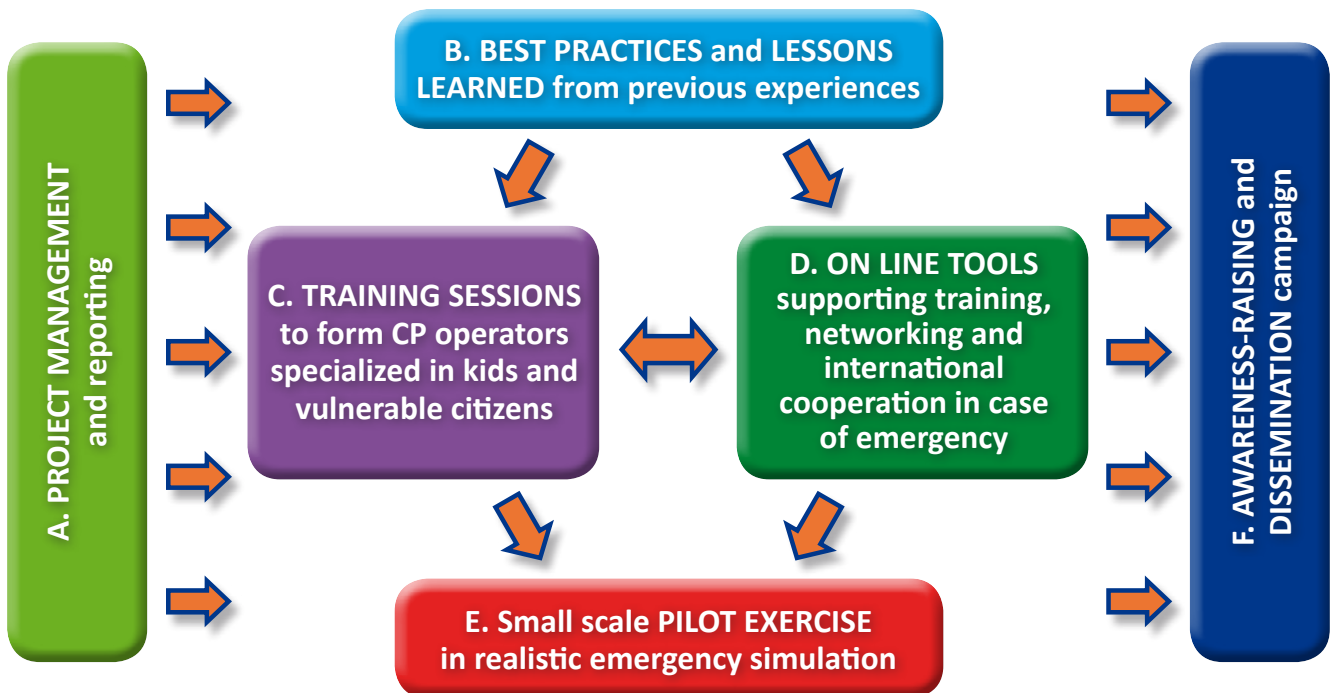 A. PROJECT MANAGEMENT
and reporting
B. BEST PRACTICES and LESSONS
LEARNED from previous experiences
C. TRAINING SESSIONS
to form CP operators
specialized in kids and
vulnerable citizens
D. ON LINE TOOLS
supporting training,
networking and
international
cooperation in case
of emergency
E. Small scale PILOT EXERCISE
in realistic emergency simulation
F. AWARENESS-RAISING and
DISSEMINATION campaign